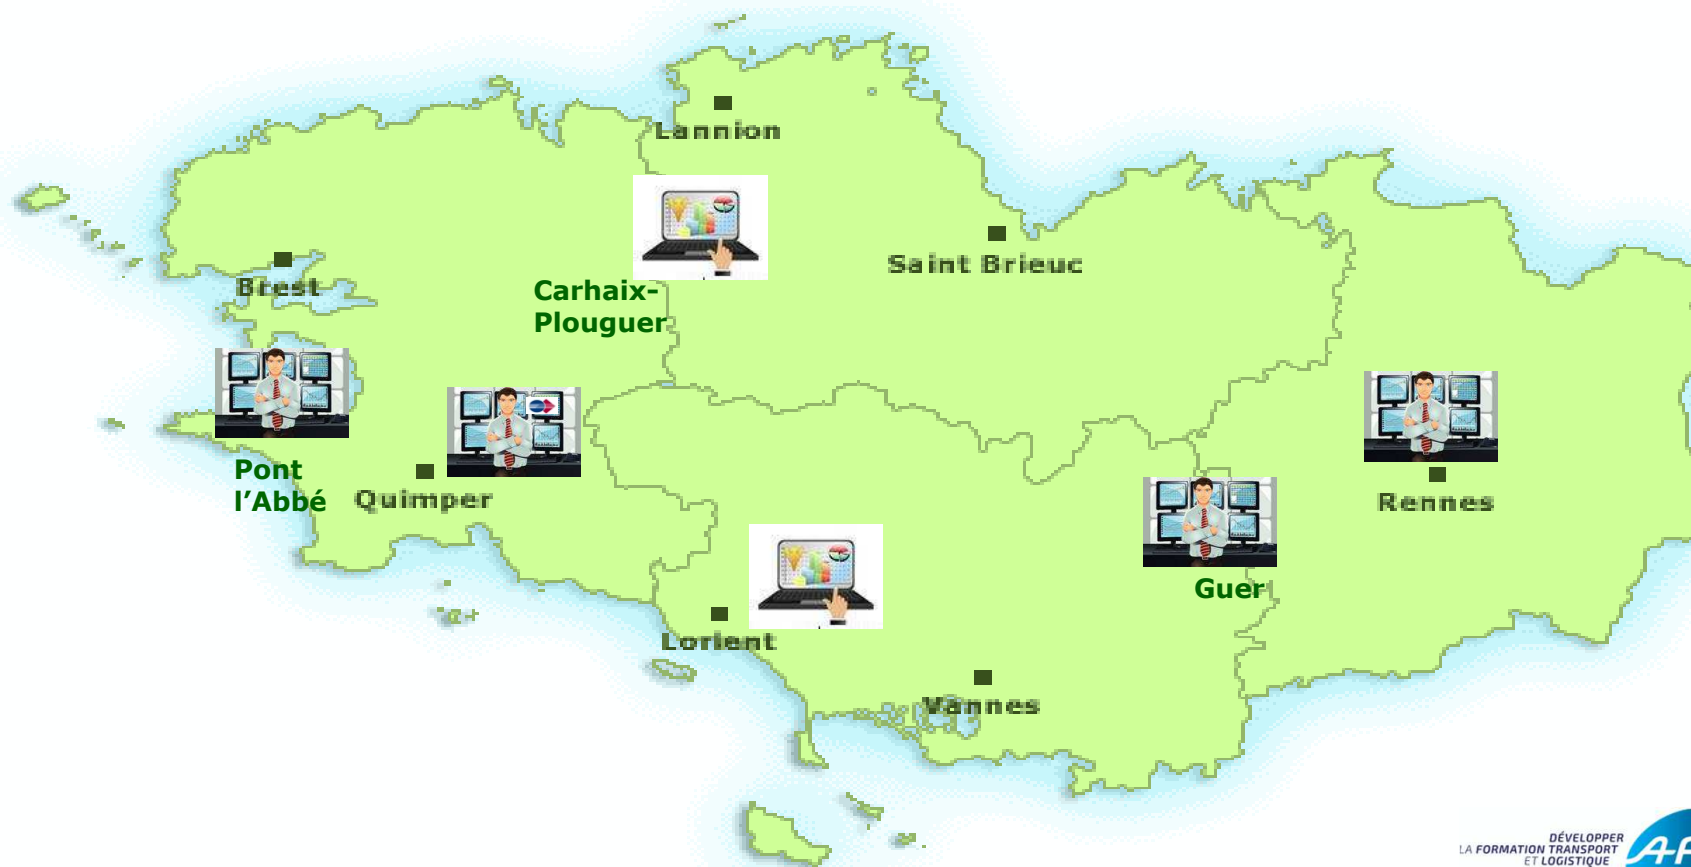 Lannion
Saint Brieuc
Brest
Carhaix-
Plouguer
Pont
l'Abbé
Quimper
Rennes
Guer
Lorient
Vannes
DÉVELOPPER
LA FORMATION TRANSPORT
ET LOGISTIQUE